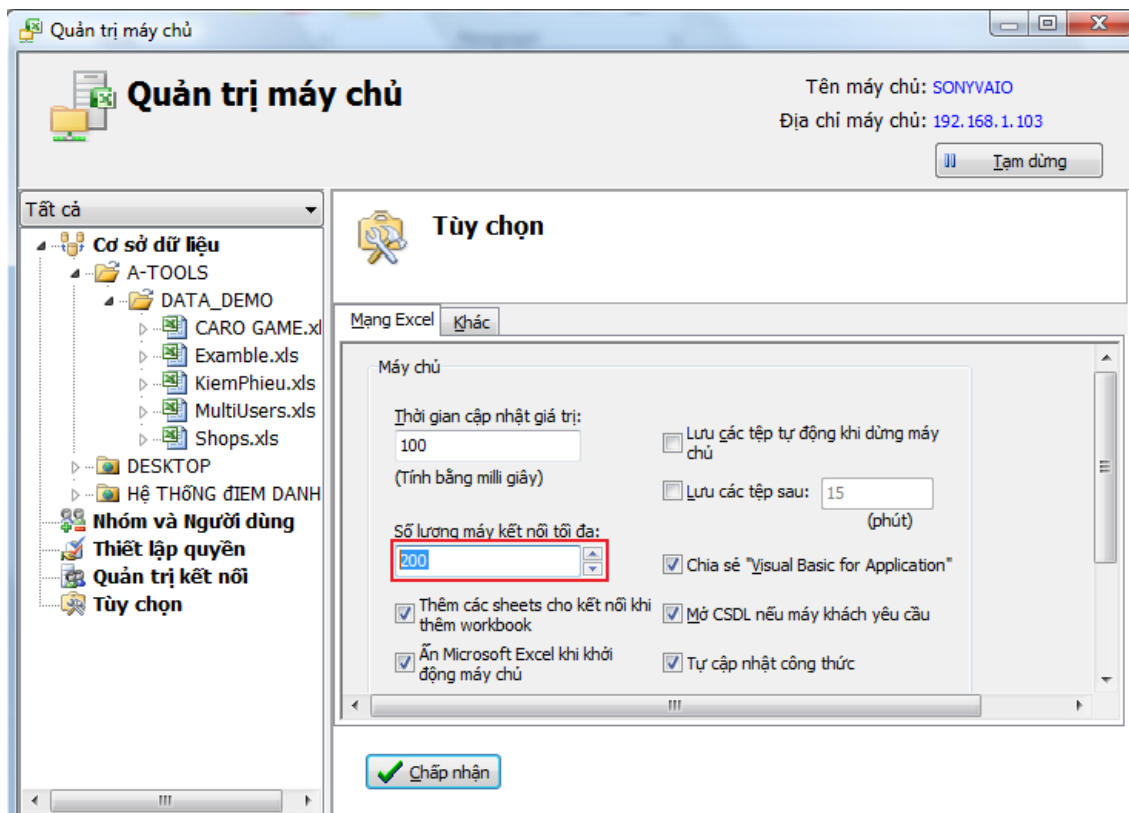 Quản trị máy chủ
Quản trị máy chủ
Tên máy chủ: SONYVAIO
Địa chỉ máy chủ: 192.168.1.103
Tạm dừng
Tất cả
Cơ sở dữ liệu
A-TOOLS
DATA_DEMO
CARO GAME.xl
Examble.xls
KiemPhieu.xls
MultiUsers.xls
Shops.xls
DESKTOP
Hệ THốNG đIEM DANH
Nhóm và Người dùng
Thiết lập quyền
Quản trị kết nối
Tùy chọn
Tùy chọn
Mạng Excel
Khác
Máy chủ
Thời gian cập nhật giá trị:
100
(Tính bằng milli giây)
Số lượng máy kết nối tối đa:
200
Thêm các sheets cho kết nối khi
thêm workbook
Ẩn Microsoft Excel khi khởi
động máy chủ
Lưu các tệp tự động khi dừng máy
chủ
Lưu các tệp sau: 15
(phút)
Chia sẻ "Visual Basic for Application"
Mở CSDL nếu máy khách yêu cầu
Tự cập nhật công thức
Chấp nhận